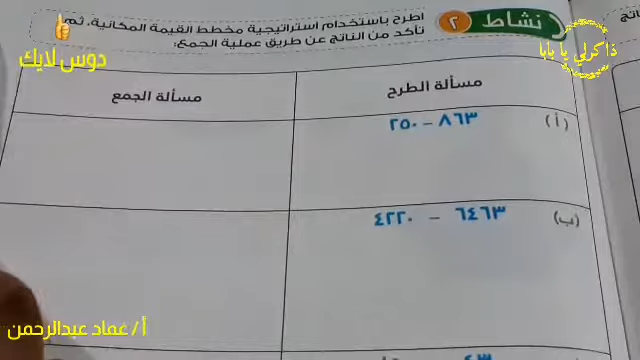 نشاط ٢
اطرح باستخدام استراتيجية مخطط القيمة المكانية، ثم
تأكد من الناتج عن طريق عملية الجمع:
ذاكرلي يا بابا
دوس لايك
مسألة الطرح
مسألة الجمع
(أ) ٨٦٣ – ٢٥٠
(ب) ٦٤٦٣ – ٤٢٢٠
أ/ عماد عبدالرحمن